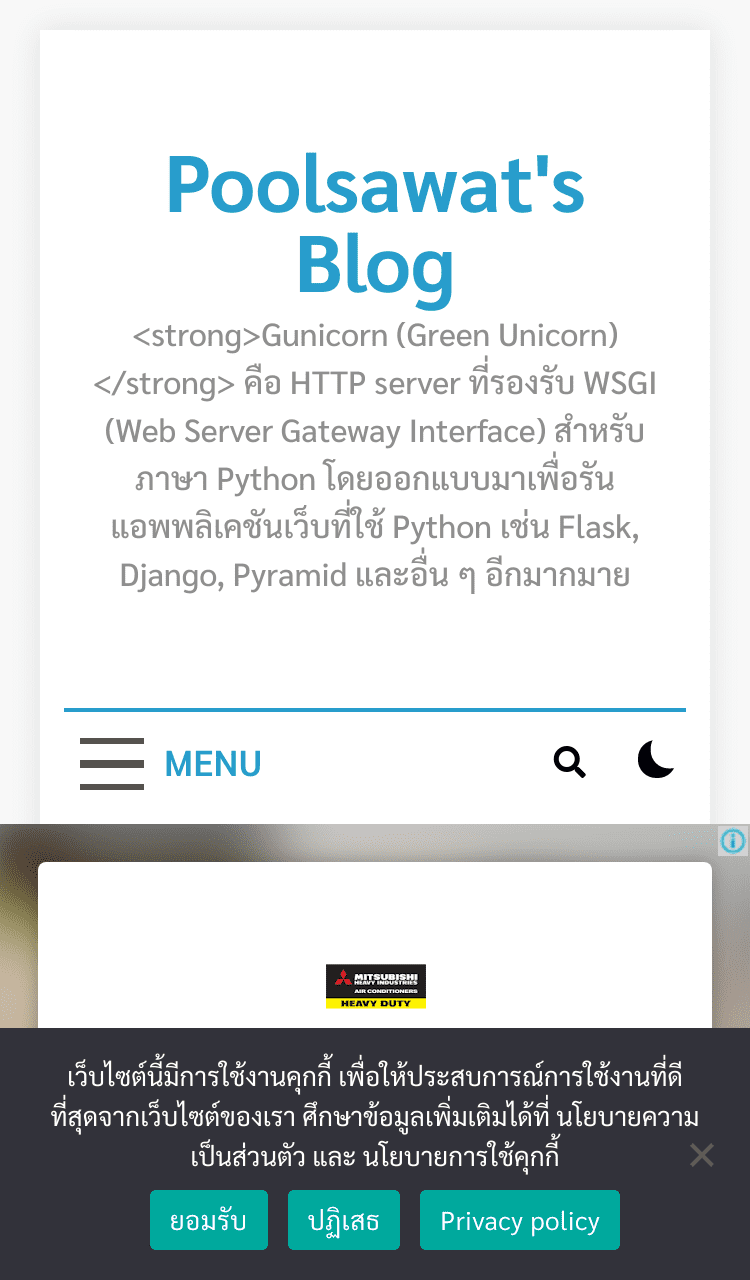 Poolsawat's
Blog
<strong>Gunicorn (Green Unicorn)
</strong> คือ HTTP server ที่รองรับ WSGI
(Web Server Gateway Interface) สำหรับ
ภาษา Python โดยออกแบบมาเพื่อรัน
แอพพลิเคชันเว็บที่ใช้ Python เช่น Flask,
Django, Pyramid และอื่น ๆ อีกมากมาย
MENU
MITSUBISHI
HEAVY INDUSTRIES
AIR CONDITIONERS
HEAVY DUTY
เว็บไซต์นี้มีการใช้งานคุกกี้ เพื่อให้ประสบการณ์การใช้งานที่ดี
ที่สุดจากเว็บไซต์ของเรา ศึกษาข้อมูลเพิ่มเติมได้ที่ นโยบายความ
เป็นส่วนตัว และ นโยบายการใช้คุกกี้
ยอมรับ ปฏิเสธ Privacy policy